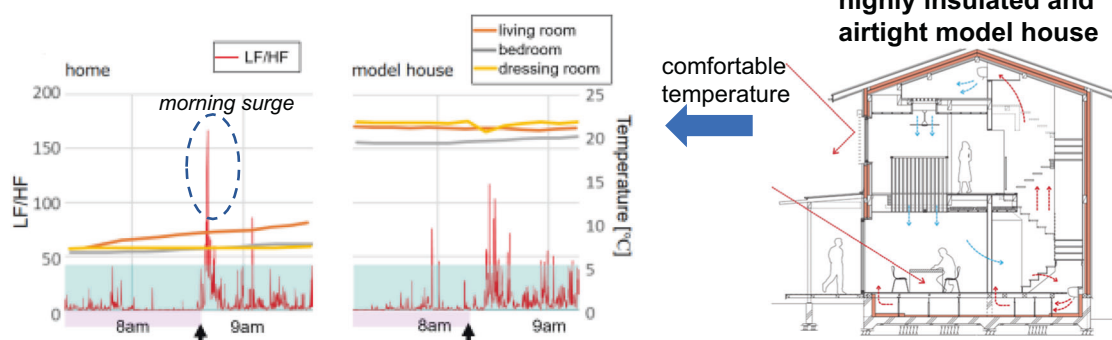 highly insulated and
airtight model house
living room
bedroom
dressing room
LF/HF
home
model house
comfortable
temperature
morning surge
200
150
100
50
0
LF/HF
25
20
15
10
5
0
Temperature [℃]
8am
9am
8am
9am